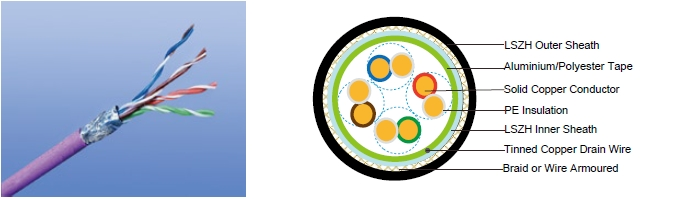 LSZH Outer Sheath
Aluminium/Polyester Tape
Solid Copper Conductor
PE Insulation
LSZH Inner Sheath
Tinned Copper Drain Wire
Braid or Wire Armoured